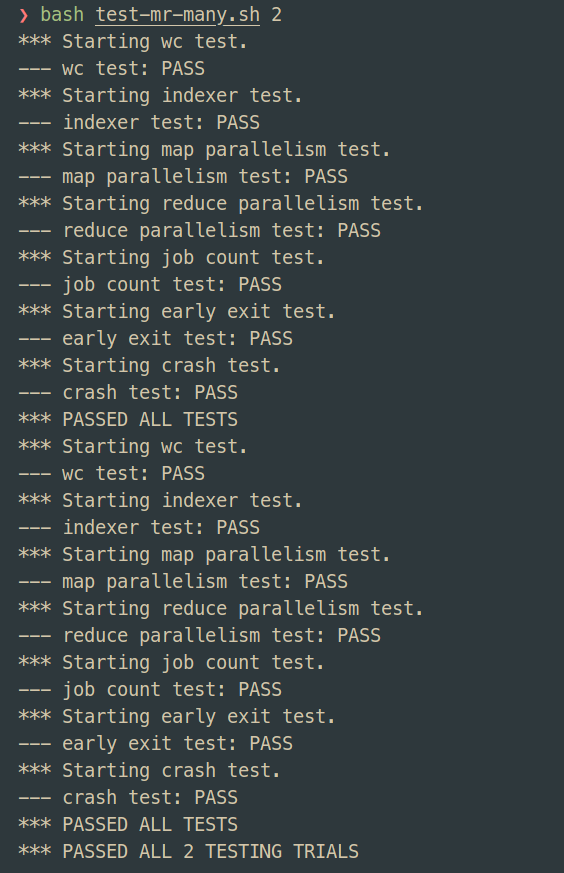 ❯ bash test-mr-many.sh 2
*** Starting wc test.
--- wc test: PASS
*** Starting indexer test.
--- indexer test: PASS
*** Starting map parallelism test.
--- map parallelism test: PASS
*** Starting reduce parallelism test.
--- reduce parallelism test: PASS
*** Starting job count test.
--- job count test: PASS
*** Starting early exit test.
--- early exit test: PASS
*** Starting crash test.
--- crash test: PASS
*** PASSED ALL TESTS
*** Starting wc test.
--- wc test: PASS
*** Starting indexer test.
--- indexer test: PASS
*** Starting map parallelism test.
--- map parallelism test: PASS
*** Starting reduce parallelism test.
--- reduce parallelism test: PASS
*** Starting job count test.
--- job count test: PASS
*** Starting early exit test.
--- early exit test: PASS
*** Starting crash test.
--- crash test: PASS
*** PASSED ALL TESTS
*** PASSED ALL 2 TESTING TRIALS